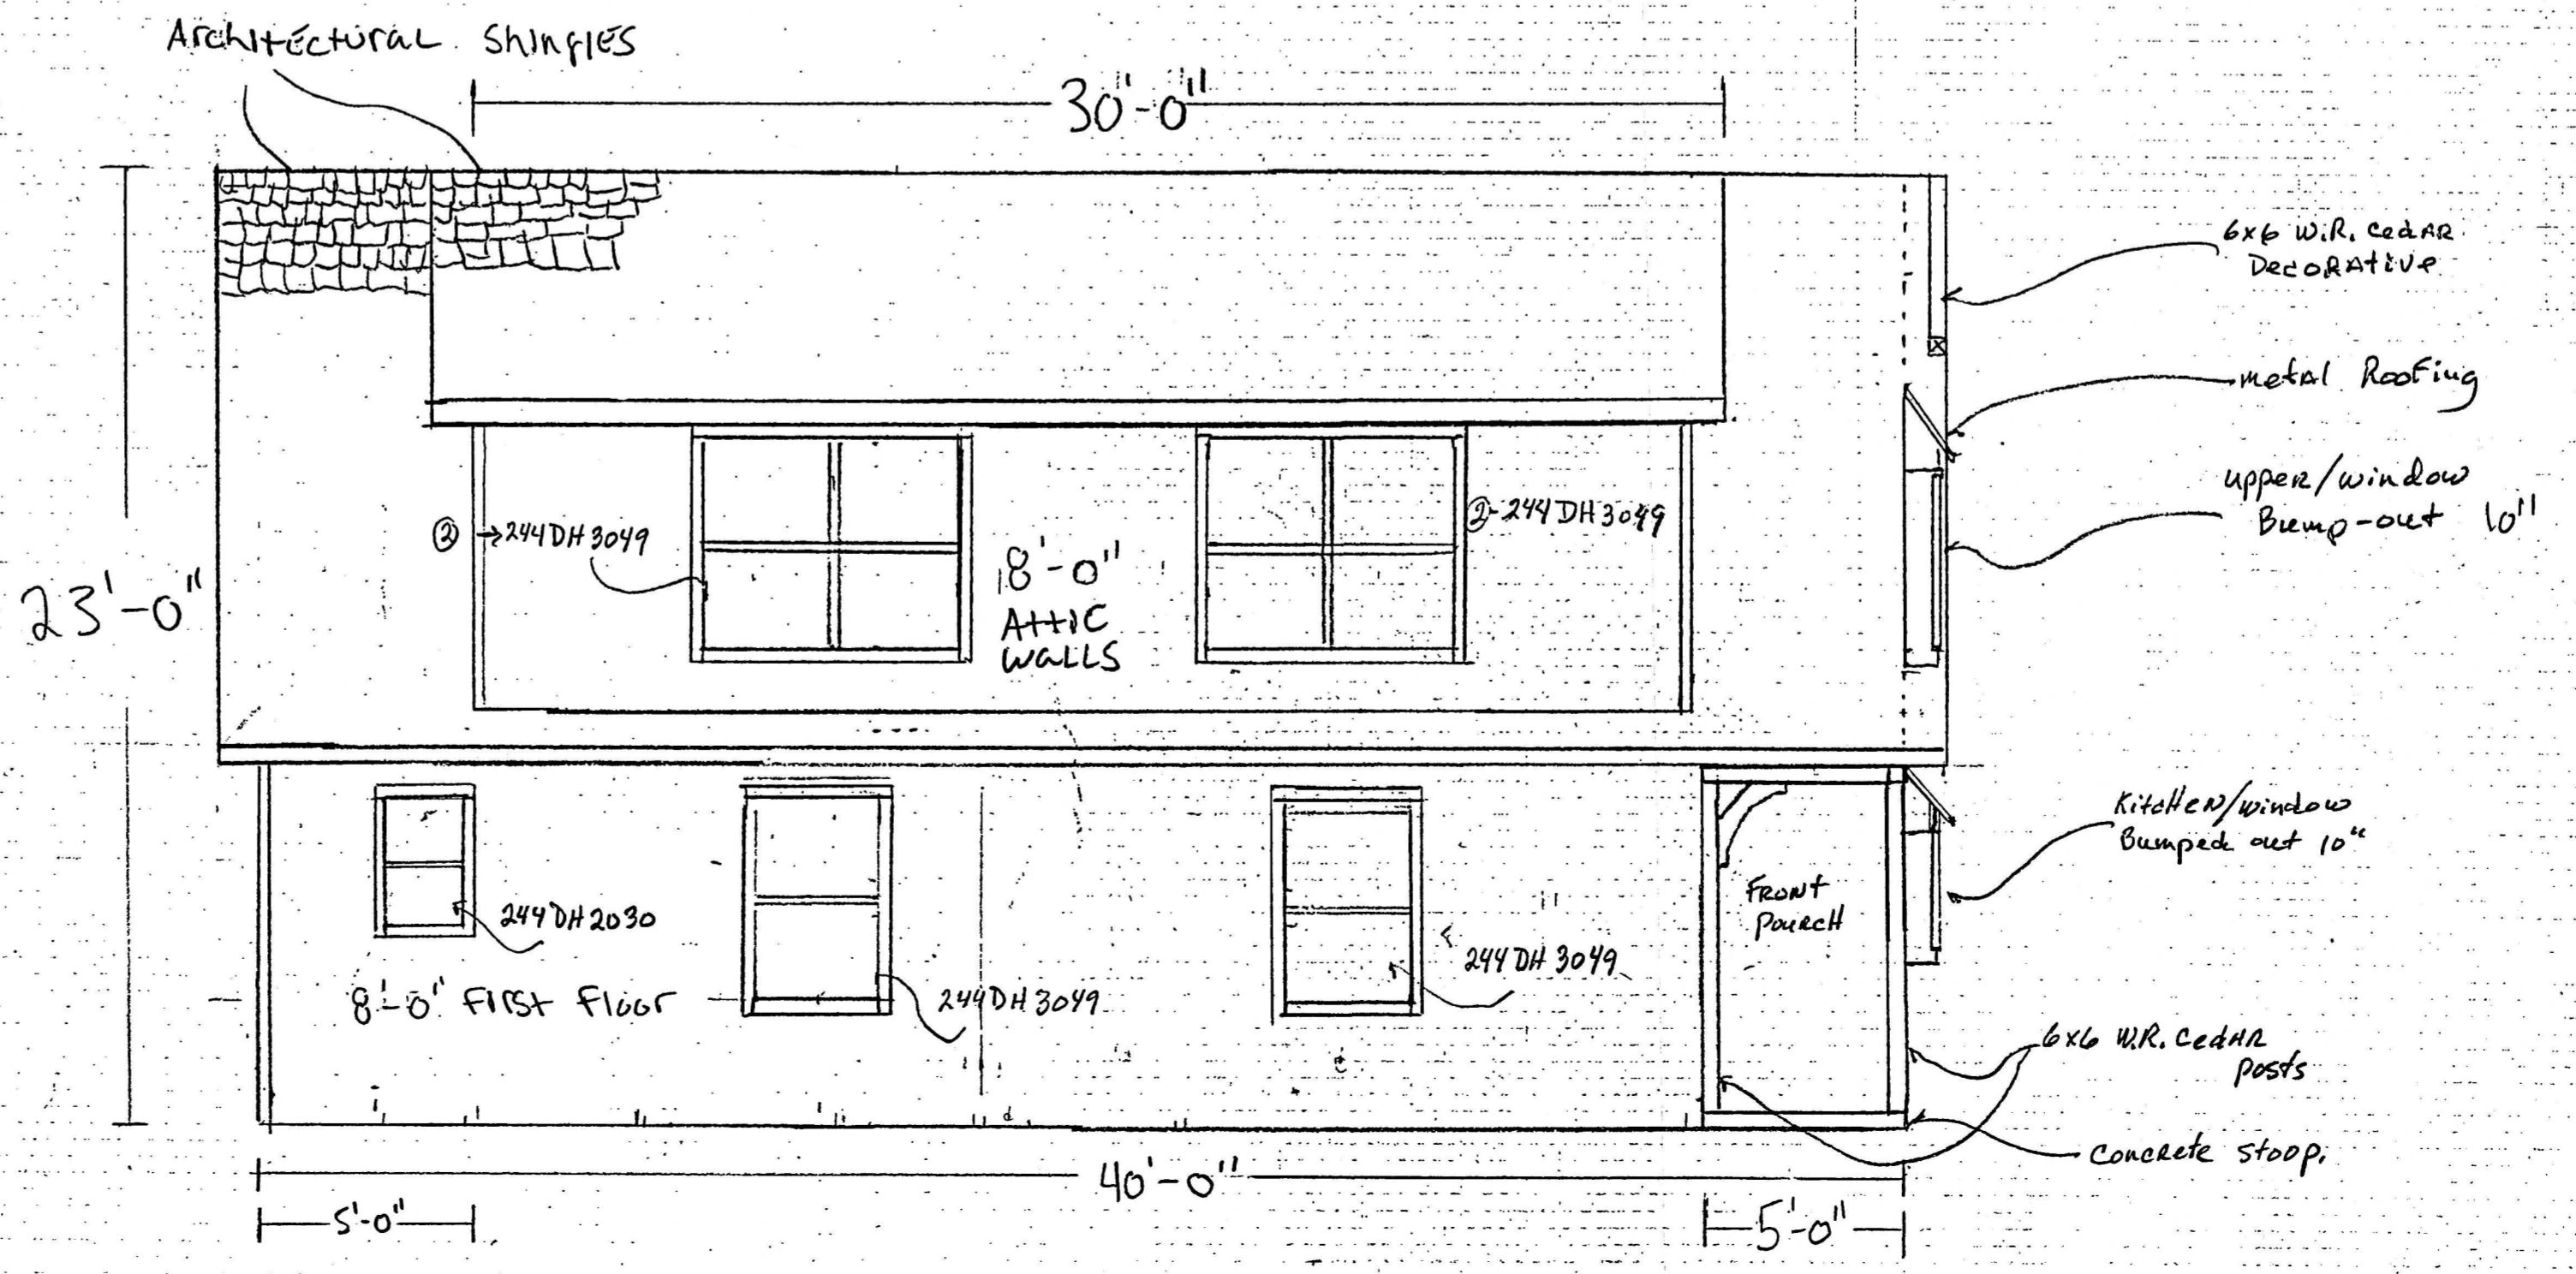 Architectural Shingles
30'-0"
6x6 W.R. Cedar
Decorative
metal Roofing
upper/window
Bump-out 10"
② →244DH3049
②-244DH3049
8'-0"
Attic
Walls
23'-0"
Kitchen/window
Bumped out 10"
244DH2030
Front
Pourch
8'-0" First Floor
244DH3049
244DH3049
6x6 W.R. Cedar
posts
Concrete Stoop.
40'-0"
5'-0"
5'-0"